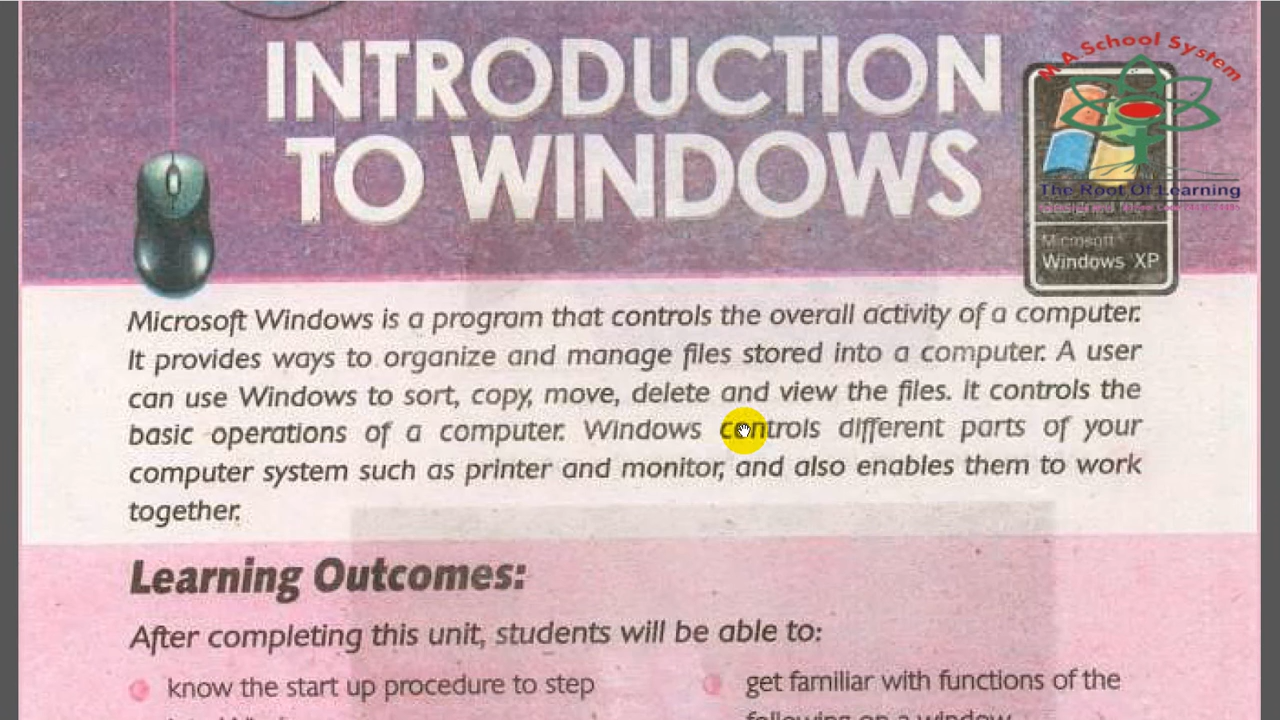 INTRODUCTION
TO WINDOWS
M A School System
The Root Of Learning
Designed for
Microsoft
Windows XP
Microsoft Windows is a program that controls the overall activity of a computer.
It provides ways to organize and manage files stored into a computer. A user
can use Windows to sort, copy, move, delete and view the files. It controls the
basic operations of a computer. Windows controls different parts of your
computer system such as printer and monitor, and also enables them to work
together.
Learning Outcomes:
After completing this unit, students will be able to:
know the start up procedure to step
get familiar with functions of the
following on a window